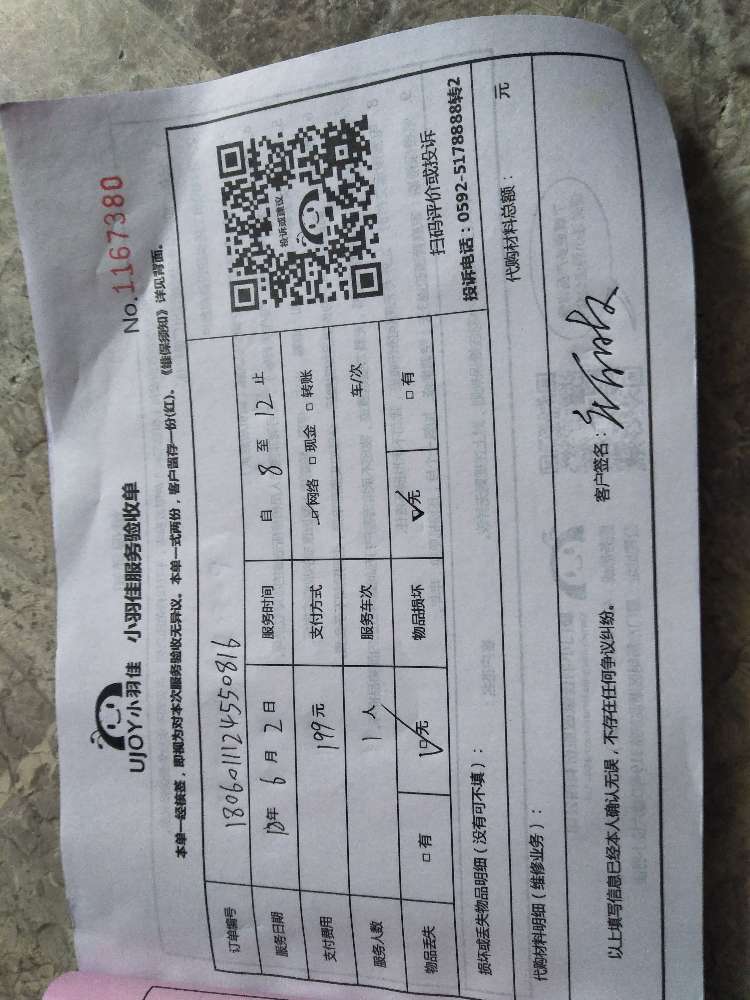 UJOY小羽佳 小羽佳服务验收单
No.1167380
本单一经核签，即视为对本次服务验收无异议。本单一式两份，客户留存一份(红)。《维保须知》详见背面。
订单编号 1806011124550816
服务日期 18年 6 月 2 日 服务时间 自 8 至 12 止
支付费用 199元 支付方式 ☑网络 □现金 □转账
服务人数 1 人 服务车次 车/次
物品丢失 □有 ☑无 物品损坏 ☑无 □有
投诉或建议
扫码评价或投诉
投诉电话：0592-5178888转2
损坏或丢失物品明细（没有可不填）：
代购材料明细（维修业务）： 代购材料总额： 元
以上填写信息已经本人确认无误，不存在任何争议纠纷。 客户签名：